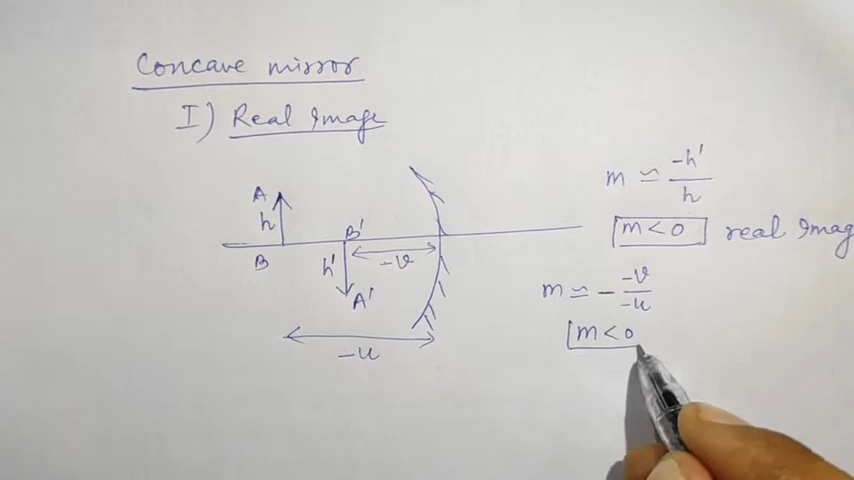 Concave mirror
I) Real Image
m ≃ -h'/h
A
h
m < 0 real Imag
B'
B
h'
-v
A'
m ≃ - -v/-u
m < 0
-u